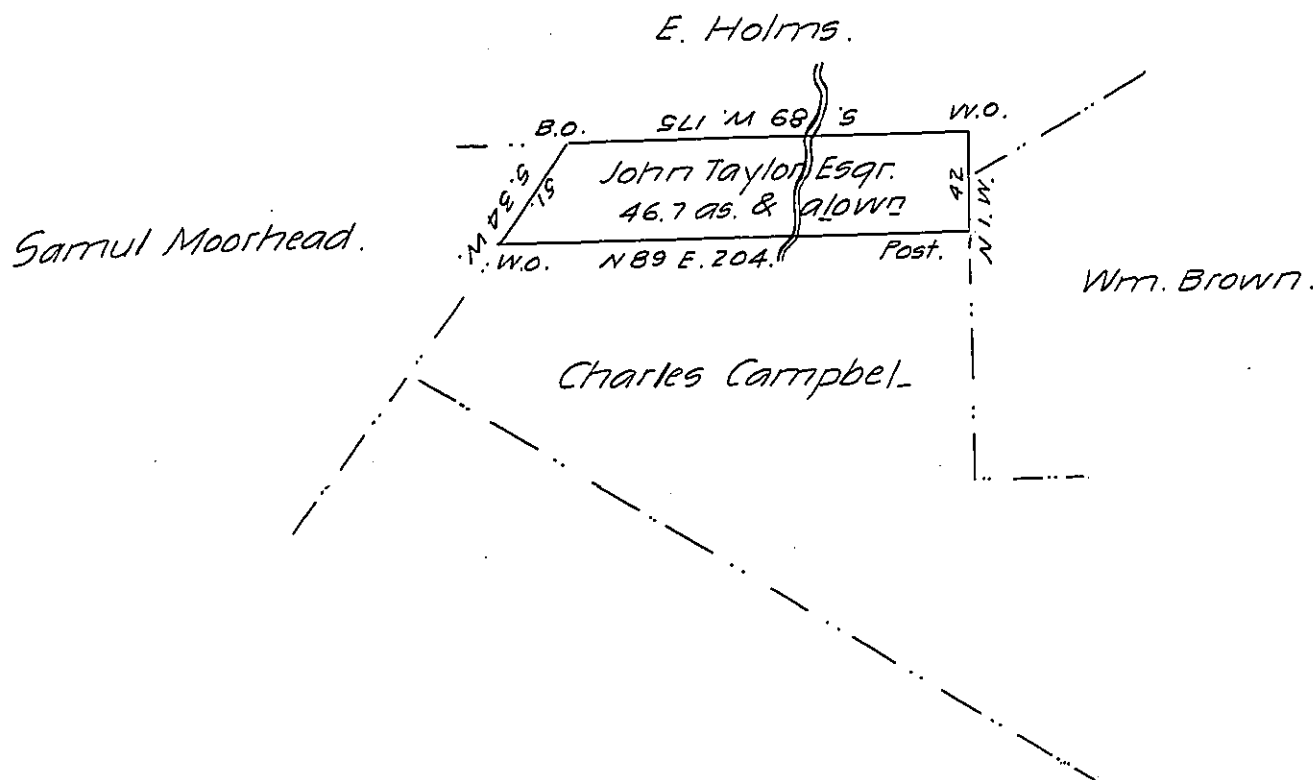 E. Holms.
B.O.
S. 89 W. 175
W.O.
S. 34 W.
51.
John Taylor Esqr.
46.7 as. & alown
42
N 1 W.
Samul Moorhead.
W.O.
N 89 E. 204.
Post.
Wm. Brown.
Charles Campbel_